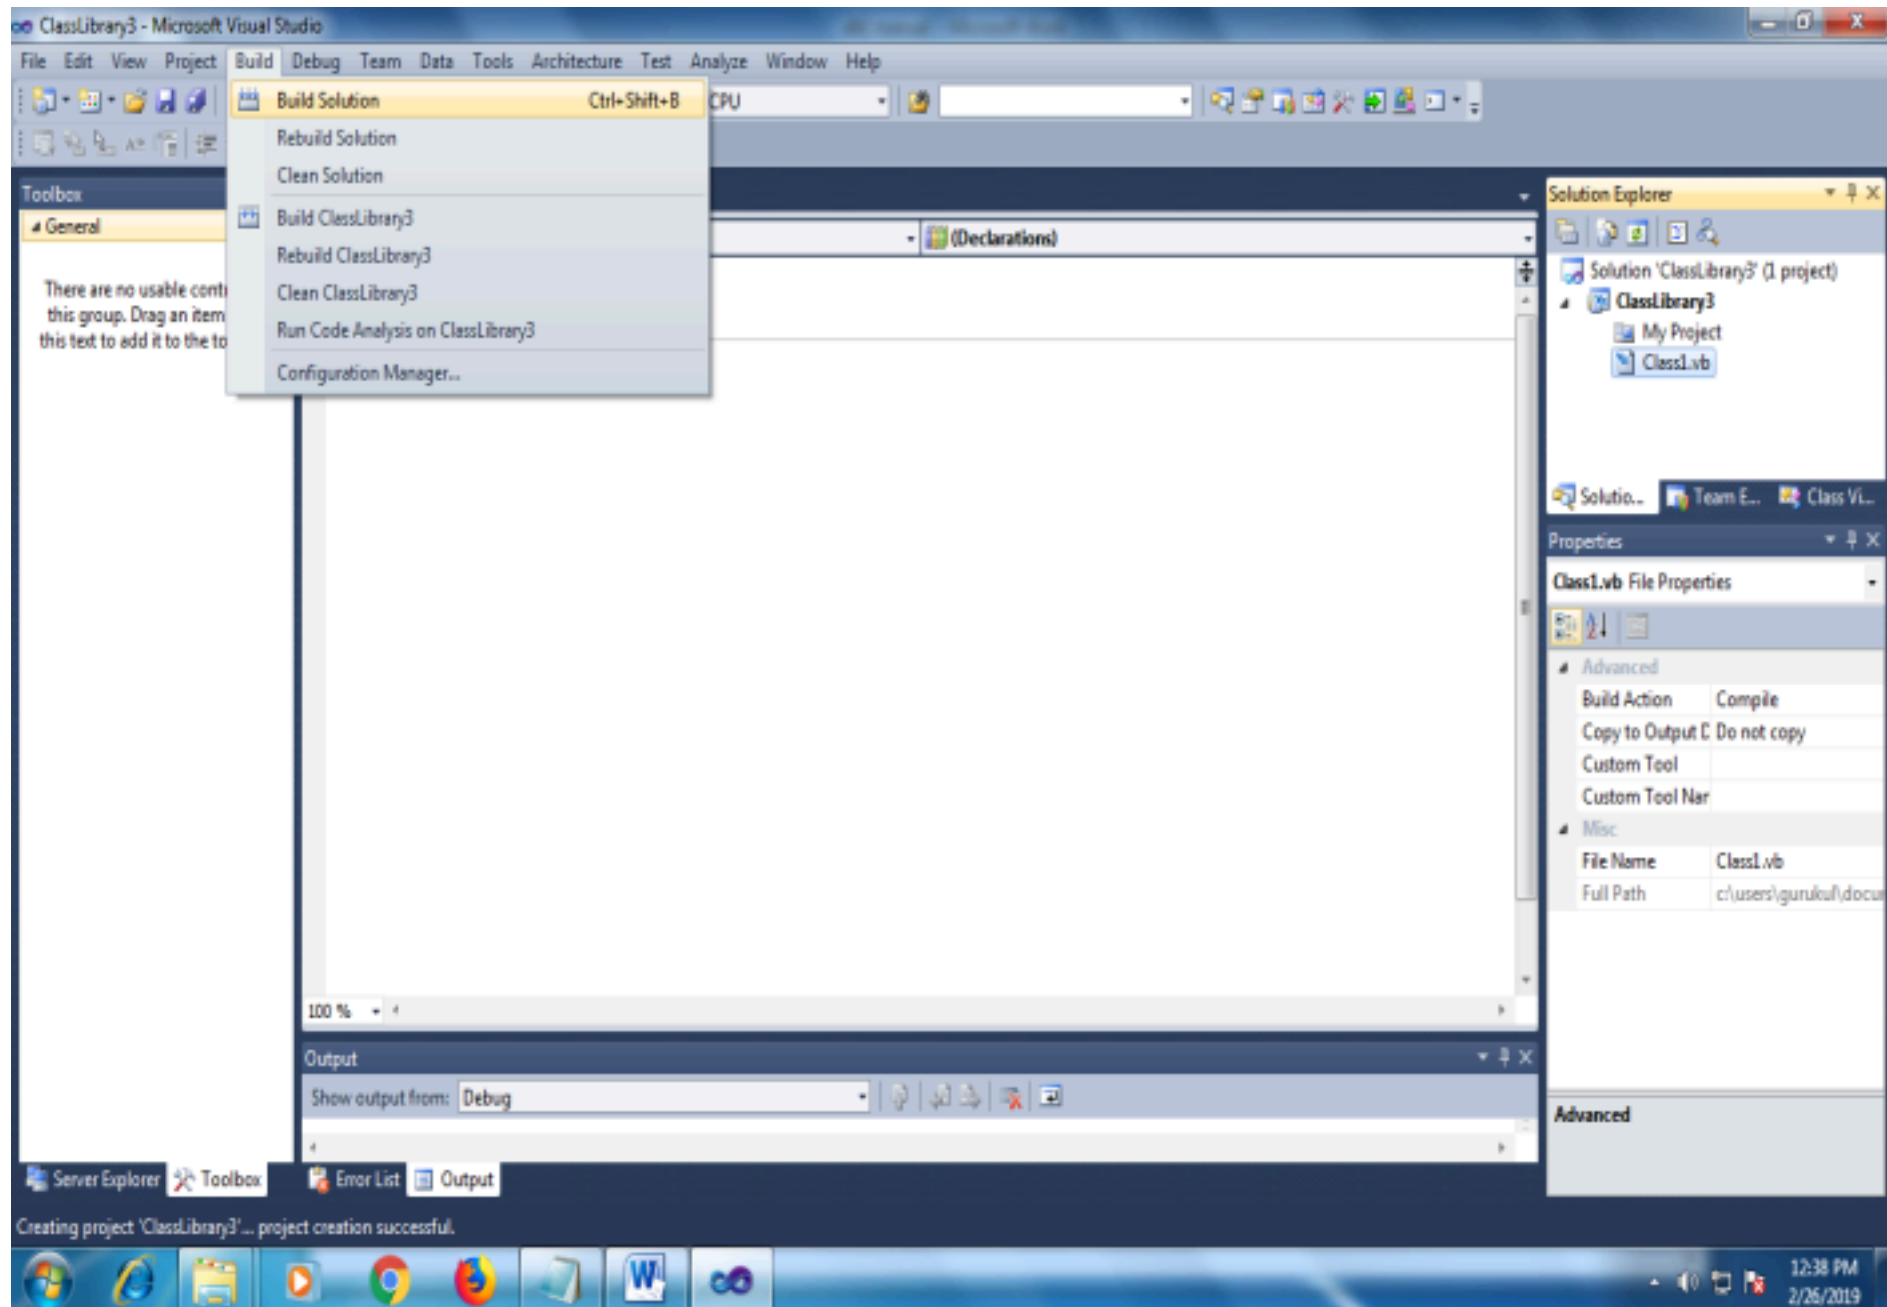 ClassLibrary3 - Microsoft Visual Studio
File Edit View Project Build Debug Team Data Tools Architecture Test Analyze Window Help
Build Solution Ctrl+Shift+B
CPU
Rebuild Solution
Clean Solution
Build ClassLibrary3
Rebuild ClassLibrary3
Clean ClassLibrary3
Run Code Analysis on ClassLibrary3
Configuration Manager...
Toolbox
General
There are no usable cont
this group. Drag an item
this text to add it to the to
(Declarations)
100 %
Output
Show output from: Debug
Server Explorer Toolbox
Error List Output
Solution Explorer
Solution 'ClassLibrary3' (1 project)
ClassLibrary3
My Project
Class1.vb
Solutio... Team E... Class Vi...
Properties
Class1.vb File Properties
Advanced
Build Action Compile
Copy to Output D Do not copy
Custom Tool
Custom Tool Nar
Misc
File Name Class1.vb
Full Path c:\users\gurukul\docu
Advanced
Creating project 'ClassLibrary3'... project creation successful.
12:38 PM
2/26/2019